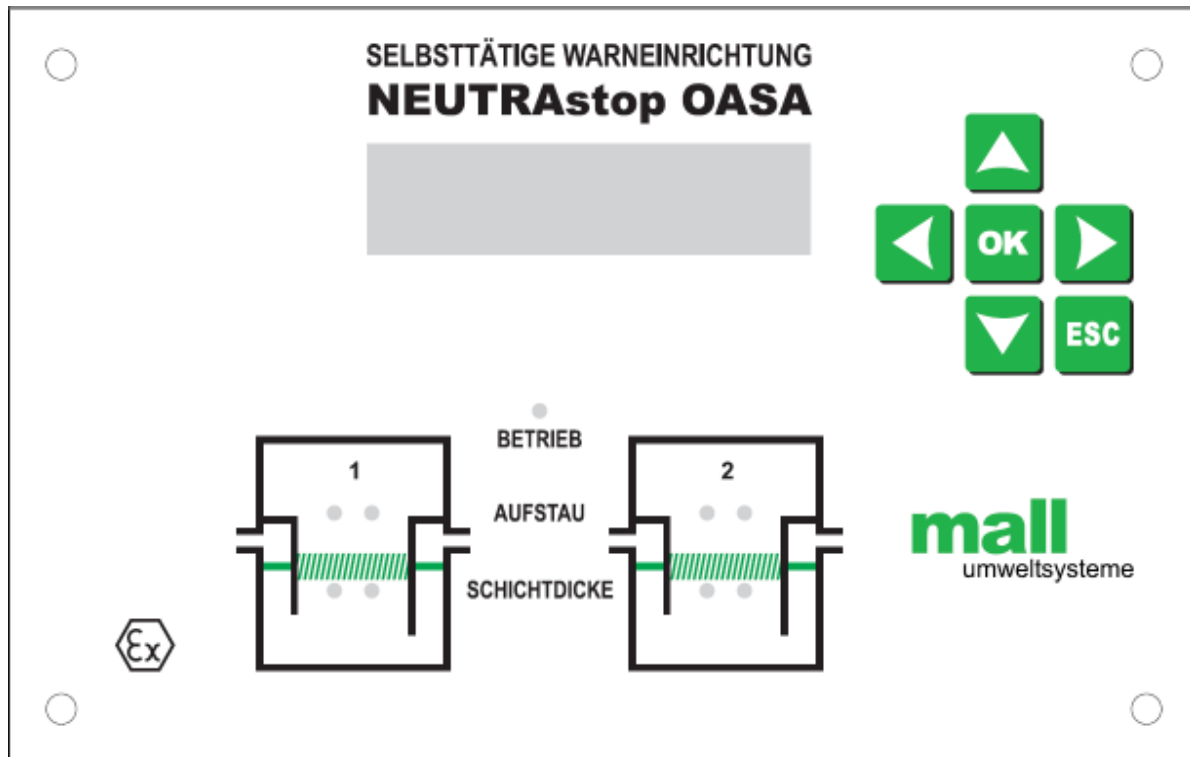 SELBSTTÄTIGE WARNEINRICHTUNG
NEUTRAstop OASA
OK
ESC
BETRIEB
1
2
AUFSTAU
SCHICHTDICKE
mall
umweltsysteme
Ex